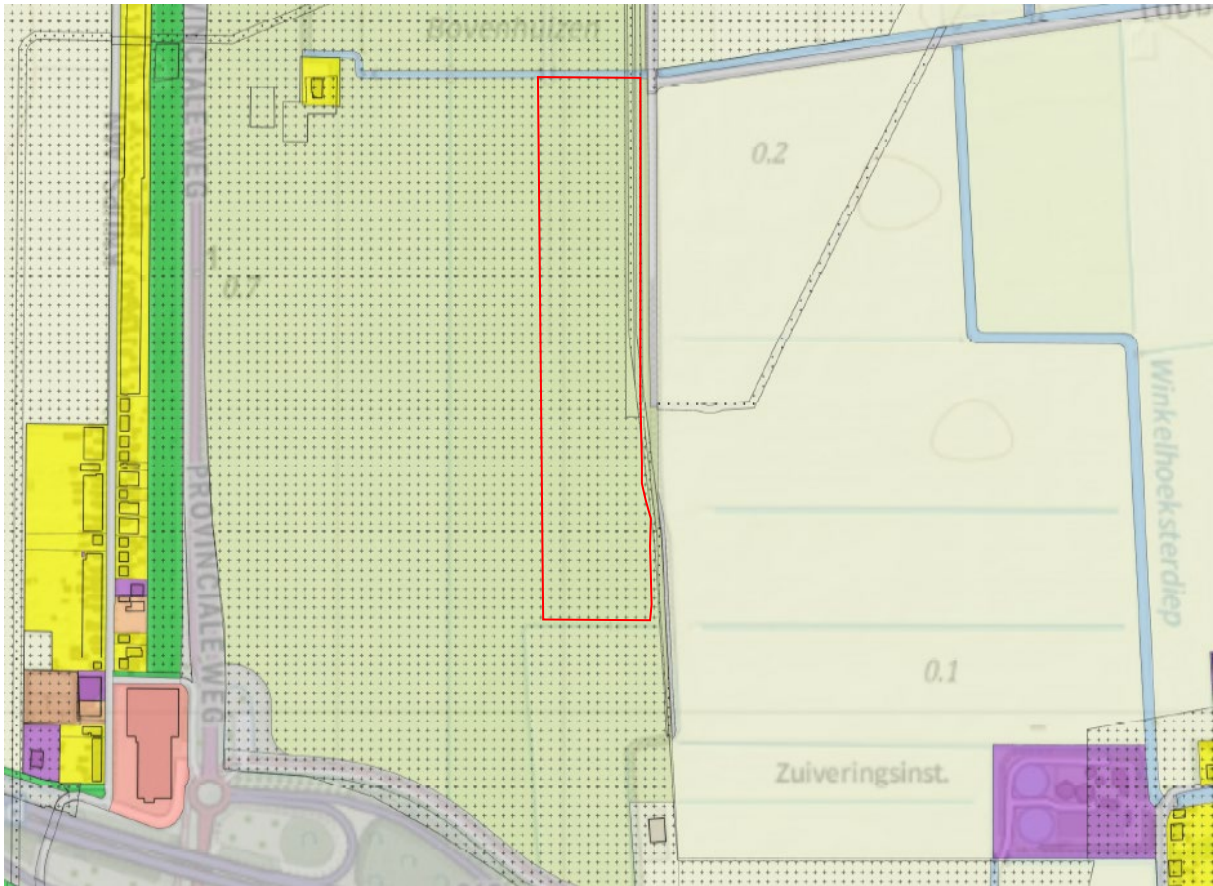 Bovenhuizen
PROVINCIALE WEG
0.2
0.7
PROVINCIALE WEG
Winkelhoeksterdiep
0.1
Zuiveringsinst.